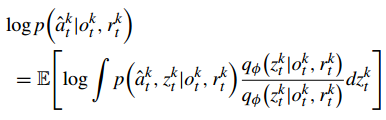 log p(â_t^k|o_t^k, r_t^k)
= 𝔼[log ∫ p(â_t^k, z_t^k|o_t^k, r_t^k) q_ϕ(z_t^k|o_t^k, r_t^k)/q_ϕ(z_t^k|o_t^k, r_t^k) dz_t^k]